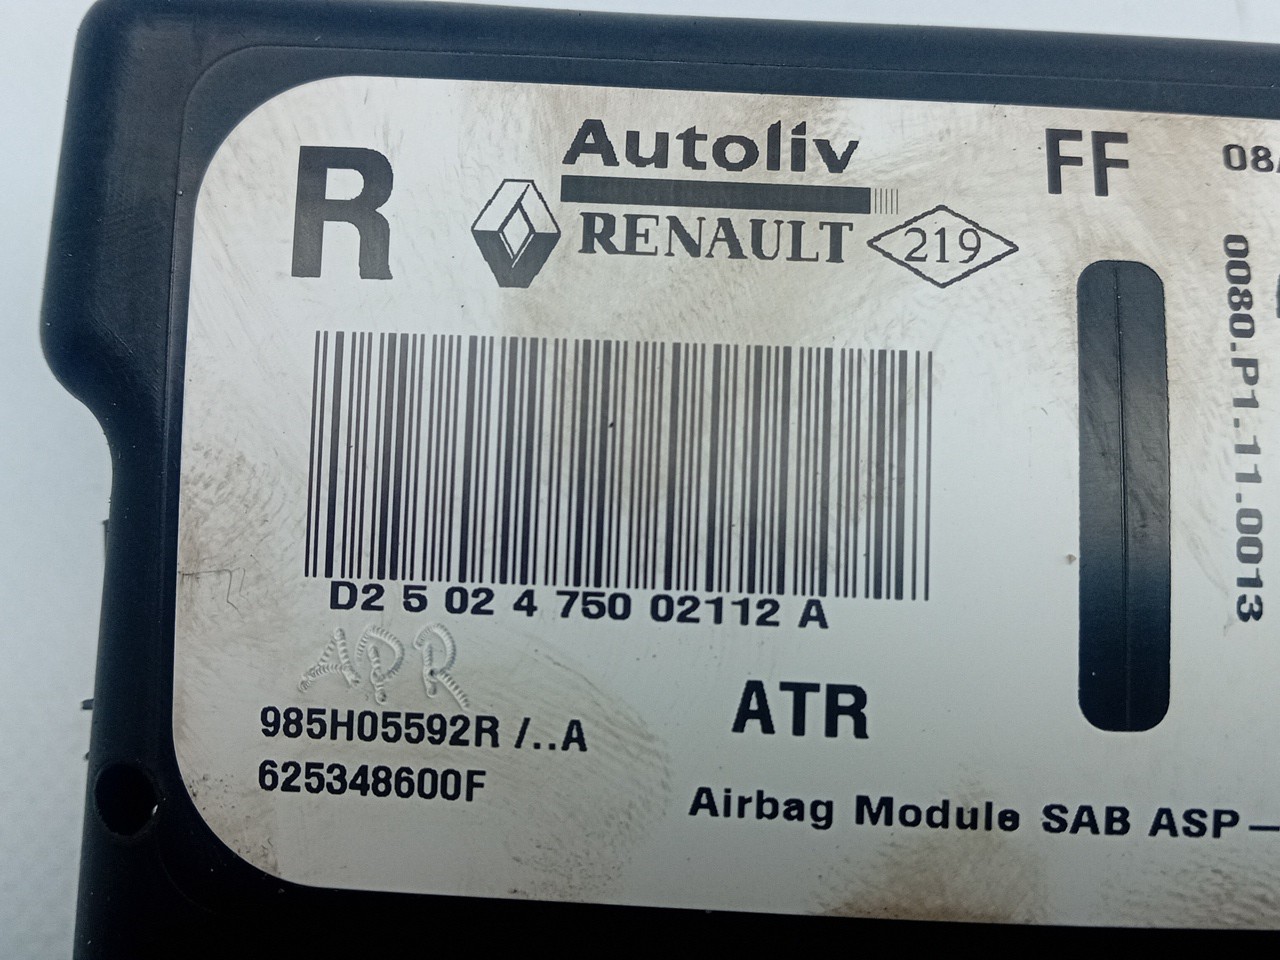 R
Autoliv
RENAULT
219
FF
08/
0080.P1.11.0013
D2 5 02 4 750 02112 A
APR
985H05592R /..A
625348600F
ATR
Airbag Module SAB ASP–